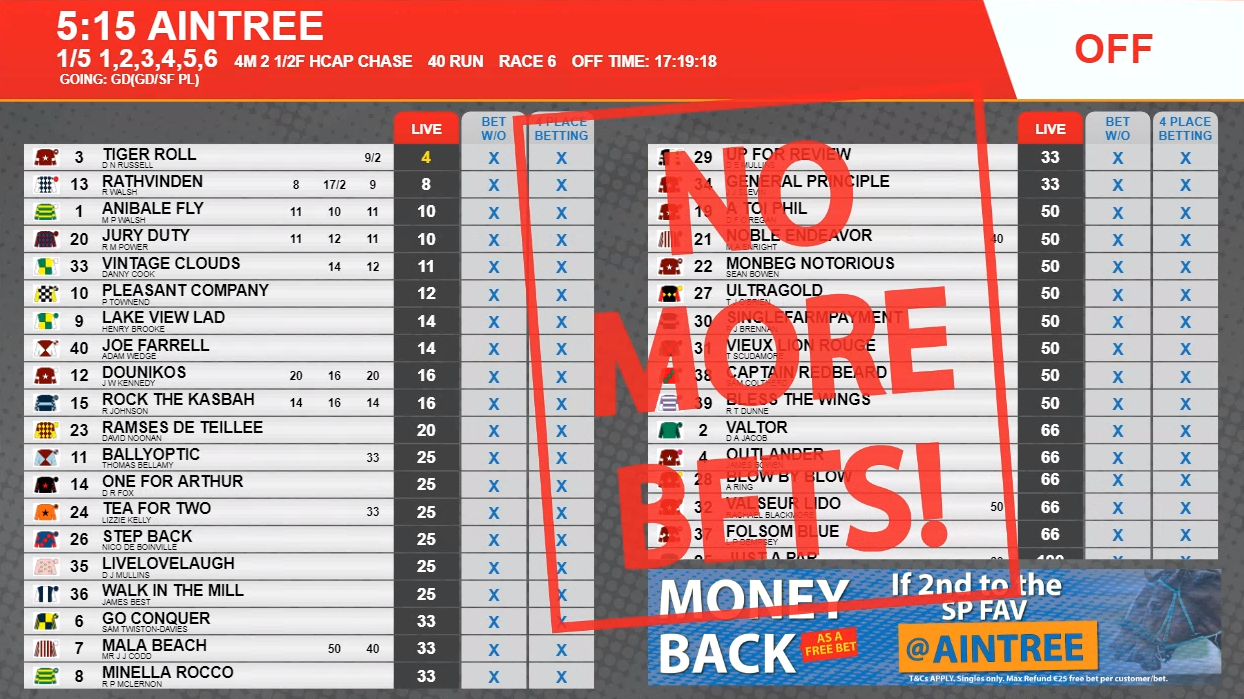 5:15 AINTREE
1/5 1,2,3,4,5,6 4M 2 1/2F HCAP CHASE 40 RUN RACE 6 OFF TIME: 17:19:18
GOING: GD(GD/SF PL)
OFF
LIVE BET W/O 4 PLACE BETTING
3 TIGER ROLL 9/2 4 X X
D N RUSSELL
13 RATHVINDEN 8 17/2 9 8 X X
R WALSH
1 ANIBALE FLY 11 10 11 10 X X
M P WALSH
20 JURY DUTY 11 12 11 10 X X
R M POWER
33 VINTAGE CLOUDS 14 12 11 X X
DANNY COOK
10 PLEASANT COMPANY 12 X X
P TOWNEND
9 LAKE VIEW LAD 14 X X
HENRY BROOKE
40 JOE FARRELL 14 X X
ADAM WEDGE
12 DOUNIKOS 20 16 20 16 X X
J W KENNEDY
15 ROCK THE KASBAH 14 16 14 16 X X
R JOHNSON
23 RAMSES DE TEILLEE 20 X X
DAVID NOONAN
11 BALLYOPTIC 33 25 X X
THOMAS BELLAMY
14 ONE FOR ARTHUR 25 X X
D R FOX
24 TEA FOR TWO 33 25 X X
LIZZIE KELLY
26 STEP BACK 25 X X
NICO DE BOINVILLE
35 LIVELOVELAUGH 25 X X
D J MULLINS
36 WALK IN THE MILL 25 X X
JAMES BEST
6 GO CONQUER 33 X X
SAM TWISTON-DAVIES
7 MALA BEACH 50 40 33 X X
MR J J CODD
8 MINELLA ROCCO 33 X X
R P MCLERNON
LIVE BET W/O 4 PLACE BETTING
29 UP FOR REVIEW 33 X X
34 GENERAL PRINCIPLE 33 X X
19 A TOI PHIL 50 X X
21 NOBLE ENDEAVOR 40 50 X X
22 MONBEG NOTORIOUS 50 X X
SEAN BOWEN
27 ULTRAGOLD 50 X X
30 SINGLEFARMPAYMENT 50 X X
31 VIEUX LION ROUGE 50 X X
T SCUDAMORE
38 CAPTAIN REDBEARD 50 X X
39 BLESS THE WINGS 50 X X
R T DUNNE
2 VALTOR 66 X X
D A JACOB
4 OUTLANDER 66 X X
28 BLOW BY BLOW 66 X X
A RING
32 VALSEUR LIDO 50 66 X X
37 FOLSOM BLUE 66 X X
JUST A PAR
NO
MORE
BETS!
MONEY
BACK
AS A
FREE BET
If 2nd to the
SP FAV
@AINTREE
T&Cs APPLY. Singles only. Max Refund €25 free bet per customer/bet.